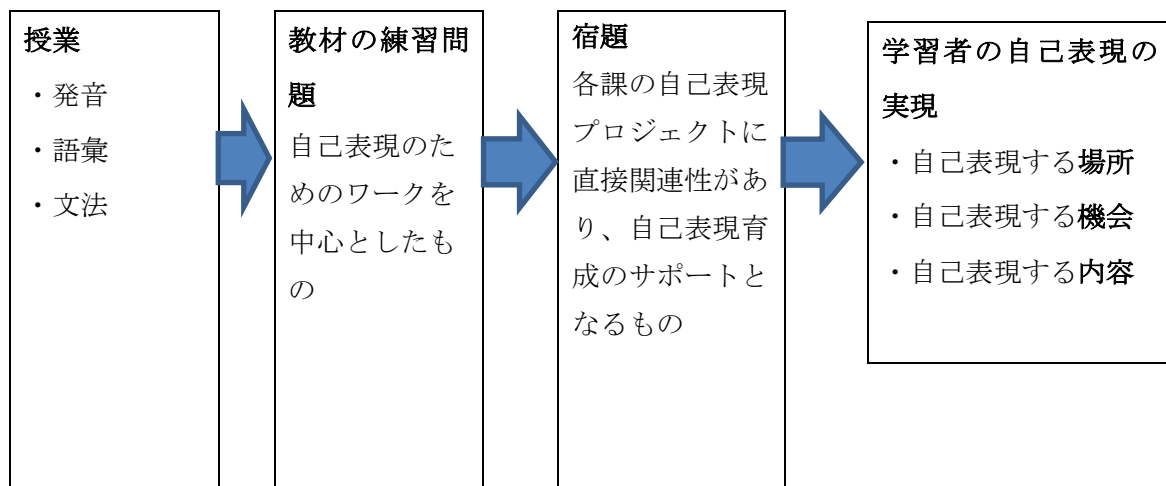 授業
・発音
・語彙
・文法
教材の練習問
題
自己表現のた
めのワークを
中心としたも
の
宿題
各課の自己表現
プロジェクトに
直接関連性があ
り、自己表現育
成のサポートと
なるもの
学習者の自己表現の
実現
・自己表現する場所
・自己表現する機会
・自己表現する内容